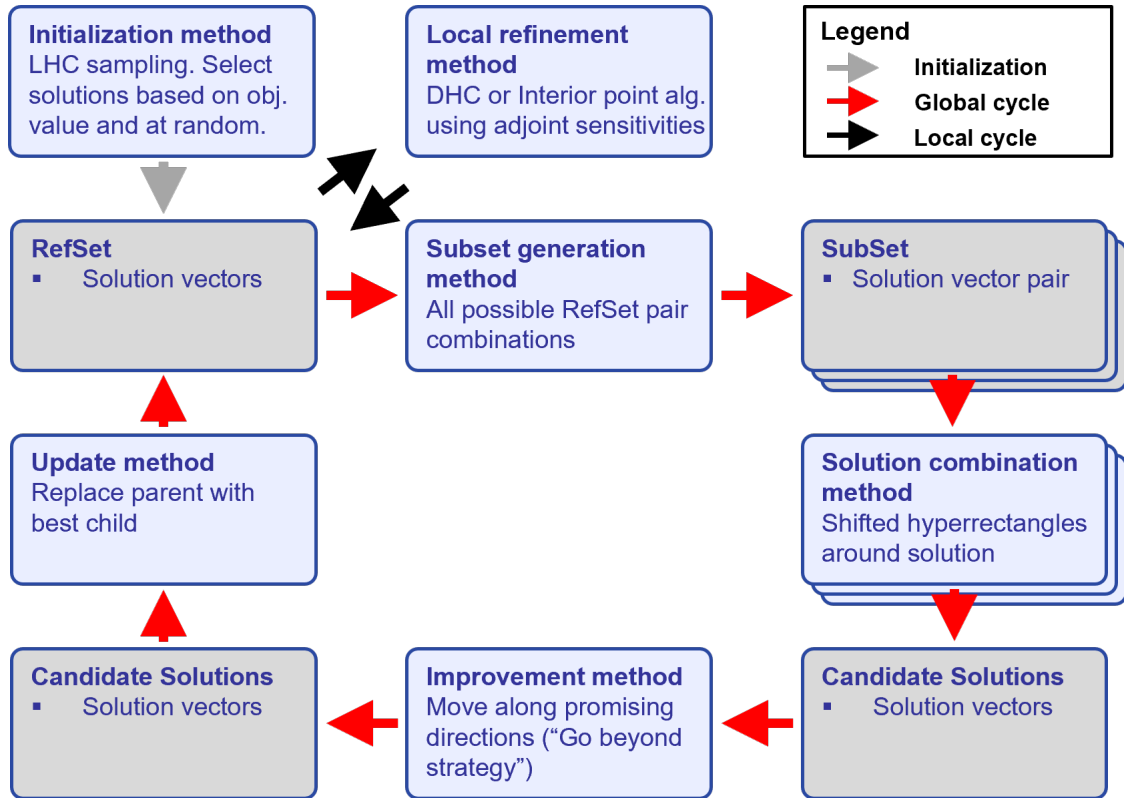 Initialization method
LHC sampling. Select
solutions based on obj.
value and at random.
Local refinement
method
DHC or Interior point alg.
using adjoint sensitivities
Legend
Initialization
Global cycle
Local cycle
RefSet
▪ Solution vectors
Subset generation
method
All possible RefSet pair
combinations
SubSet
▪ Solution vector pair
Update method
Replace parent with
best child
Solution combination
method
Shifted hyperrectangles
around solution
Candidate Solutions
▪ Solution vectors
Improvement method
Move along promising
directions (“Go beyond
strategy”)
Candidate Solutions
▪ Solution vectors